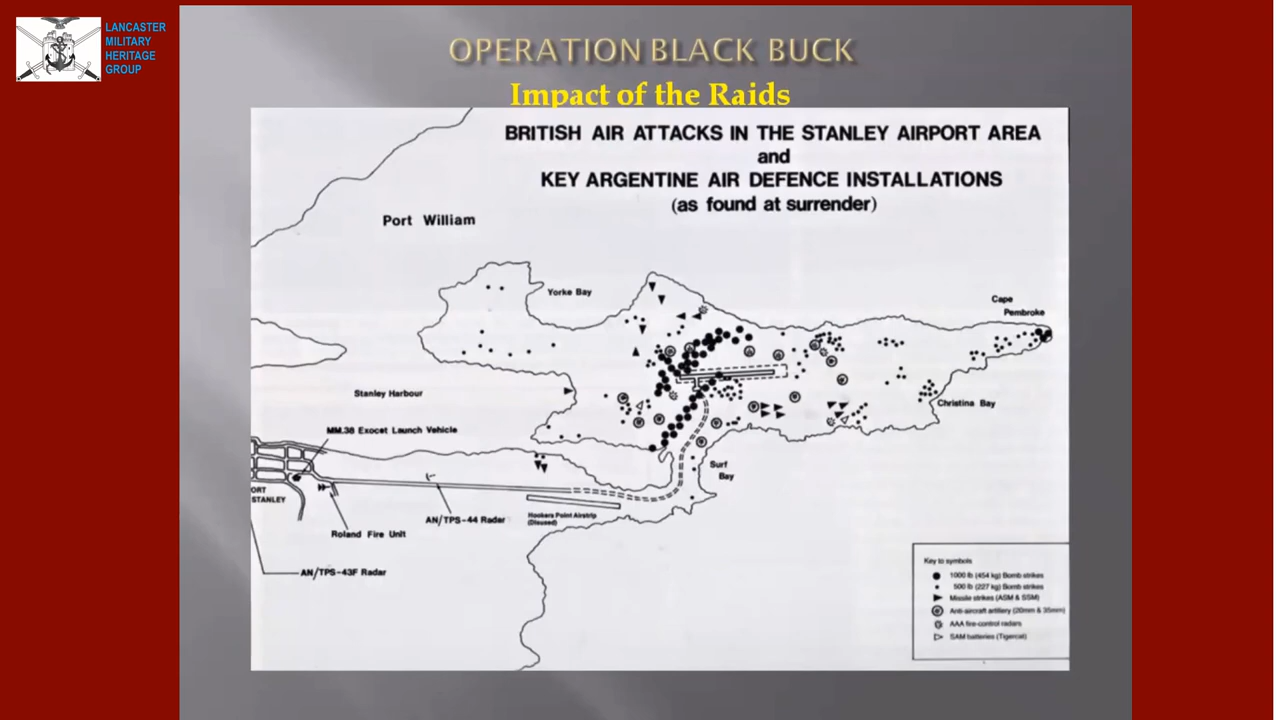 LANCASTER
MILITARY
HERITAGE
GROUP
OPERATION BLACK BUCK
Impact of the Raids
BRITISH AIR ATTACKS IN THE STANLEY AIRPORT AREA
and
KEY ARGENTINE AIR DEFENCE INSTALLATIONS
(as found at surrender)
Port William
Yorke Bay
Cape
Pembroke
Stanley Harbour
Christina Bay
MM.38 Exocet Launch Vehicle
Surf
Bay
ORT
STANLEY
AN/TPS-44 Radar
Hookers Point Airstrip
(Disused)
Roland Fire Unit
AN/TPS-43F Radar
Key to symbols
1000 lb (454 kg) Bomb strikes
500 lb (227 kg) Bomb strikes
Missile strikes (ASM & SSM)
Anti-aircraft artillery (20mm & 35mm)
AAA fire-control radars
SAM batteries (Tigercat)